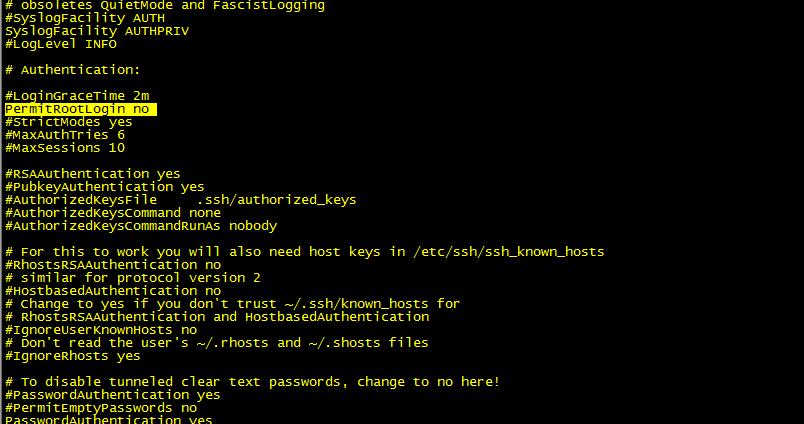 # obsoletes QuietMode and FascistLogging
#SyslogFacility AUTH
SyslogFacility AUTHPRIV
#LogLevel INFO
# Authentication:
#LoginGraceTime 2m
PermitRootLogin no
#StrictModes yes
#MaxAuthTries 6
#MaxSessions 10
#RSAAuthentication yes
#PubkeyAuthentication yes
#AuthorizedKeysFile     .ssh/authorized_keys
#AuthorizedKeysCommand none
#AuthorizedKeysCommandRunAs nobody
# For this to work you will also need host keys in /etc/ssh/ssh_known_hosts
#RhostsRSAAuthentication no
# similar for protocol version 2
#HostbasedAuthentication no
# Change to yes if you don't trust ~/.ssh/known_hosts for
# RhostsRSAAuthentication and HostbasedAuthentication
#IgnoreUserKnownHosts no
# Don't read the user's ~/.rhosts and ~/.shosts files
#IgnoreRhosts yes
# To disable tunneled clear text passwords, change to no here!
#PasswordAuthentication yes
#PermitEmptyPasswords no
PasswordAuthentication yes